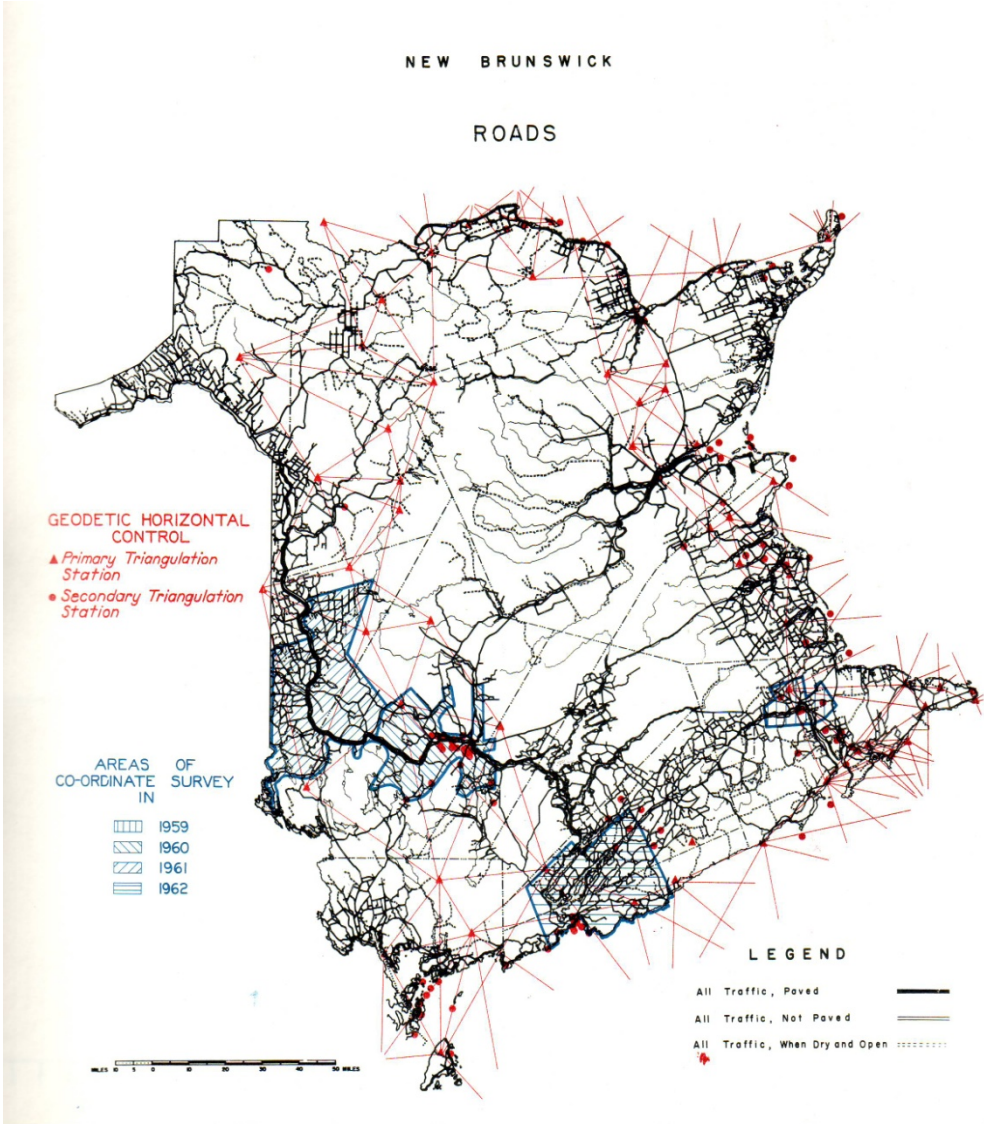 NEW BRUNSWICK
ROADS
GEODETIC HORIZONTAL
CONTROL
Primary Triangulation
Station
Secondary Triangulation
Station
AREAS OF
CO-ORDINATE SURVEY
IN
1959
1960
1961
1962
LEGEND
All Traffic, Paved
All Traffic, Not Paved
All Traffic, When Dry and Open
MILES 10 5 0 10 20 30 40 50 MILES